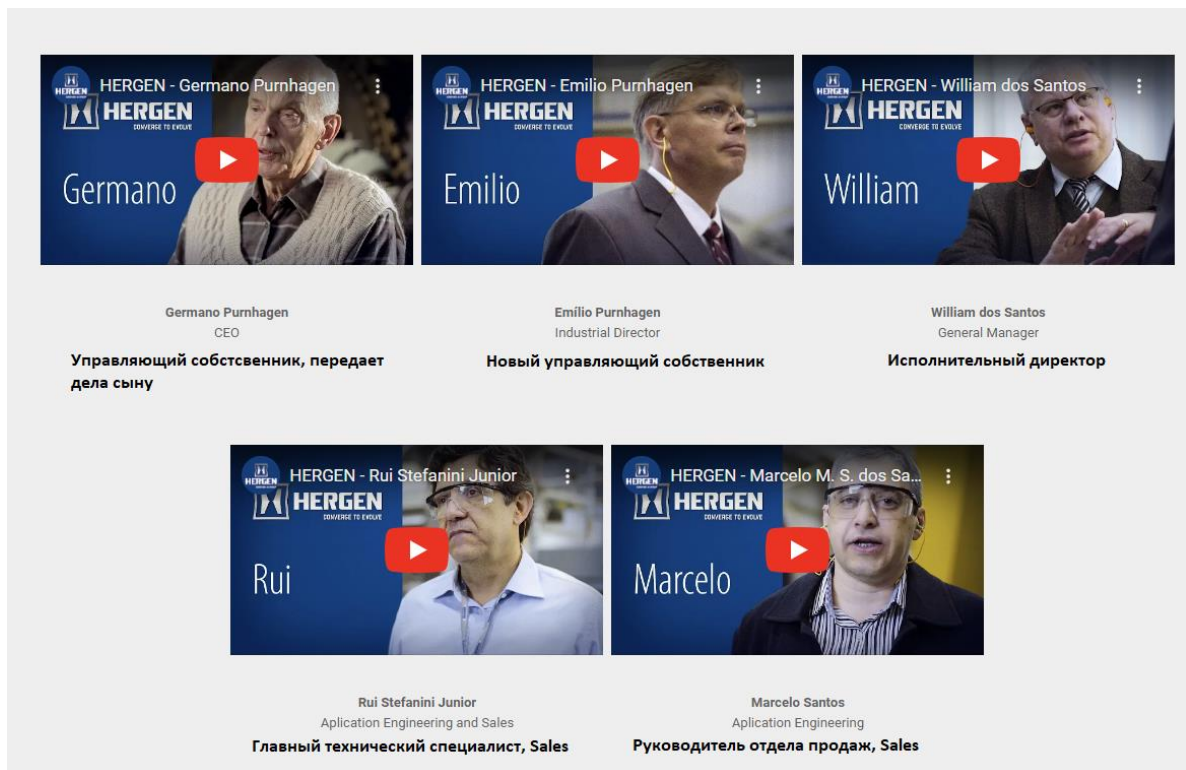 HERGEN - Germano Purnhagen
HERGEN
CONVERGE TO EVOLVE
Germano
HERGEN - Emilio Purnhagen
HERGEN
CONVERGE TO EVOLVE
Emilio
HERGEN - William dos Santos
HERGEN
CONVERGE TO EVOLVE
William
Germano Purnhagen
CEO
Управляющий собстсвенник, передает
дела сыну
Emílio Purnhagen
Industrial Director
Новый управляющий собственник
William dos Santos
General Manager
Исполнительный директор
HERGEN - Rui Stefanini Junior
HERGEN
CONVERGE TO EVOLVE
Rui
HERGEN - Marcelo M. S. dos Sa...
HERGEN
CONVERGE TO EVOLVE
Marcelo
Rui Stefanini Junior
Aplication Engineering and Sales
Главный технический специалист, Sales
Marcelo Santos
Aplication Engineering
Руководитель отдела продаж, Sales